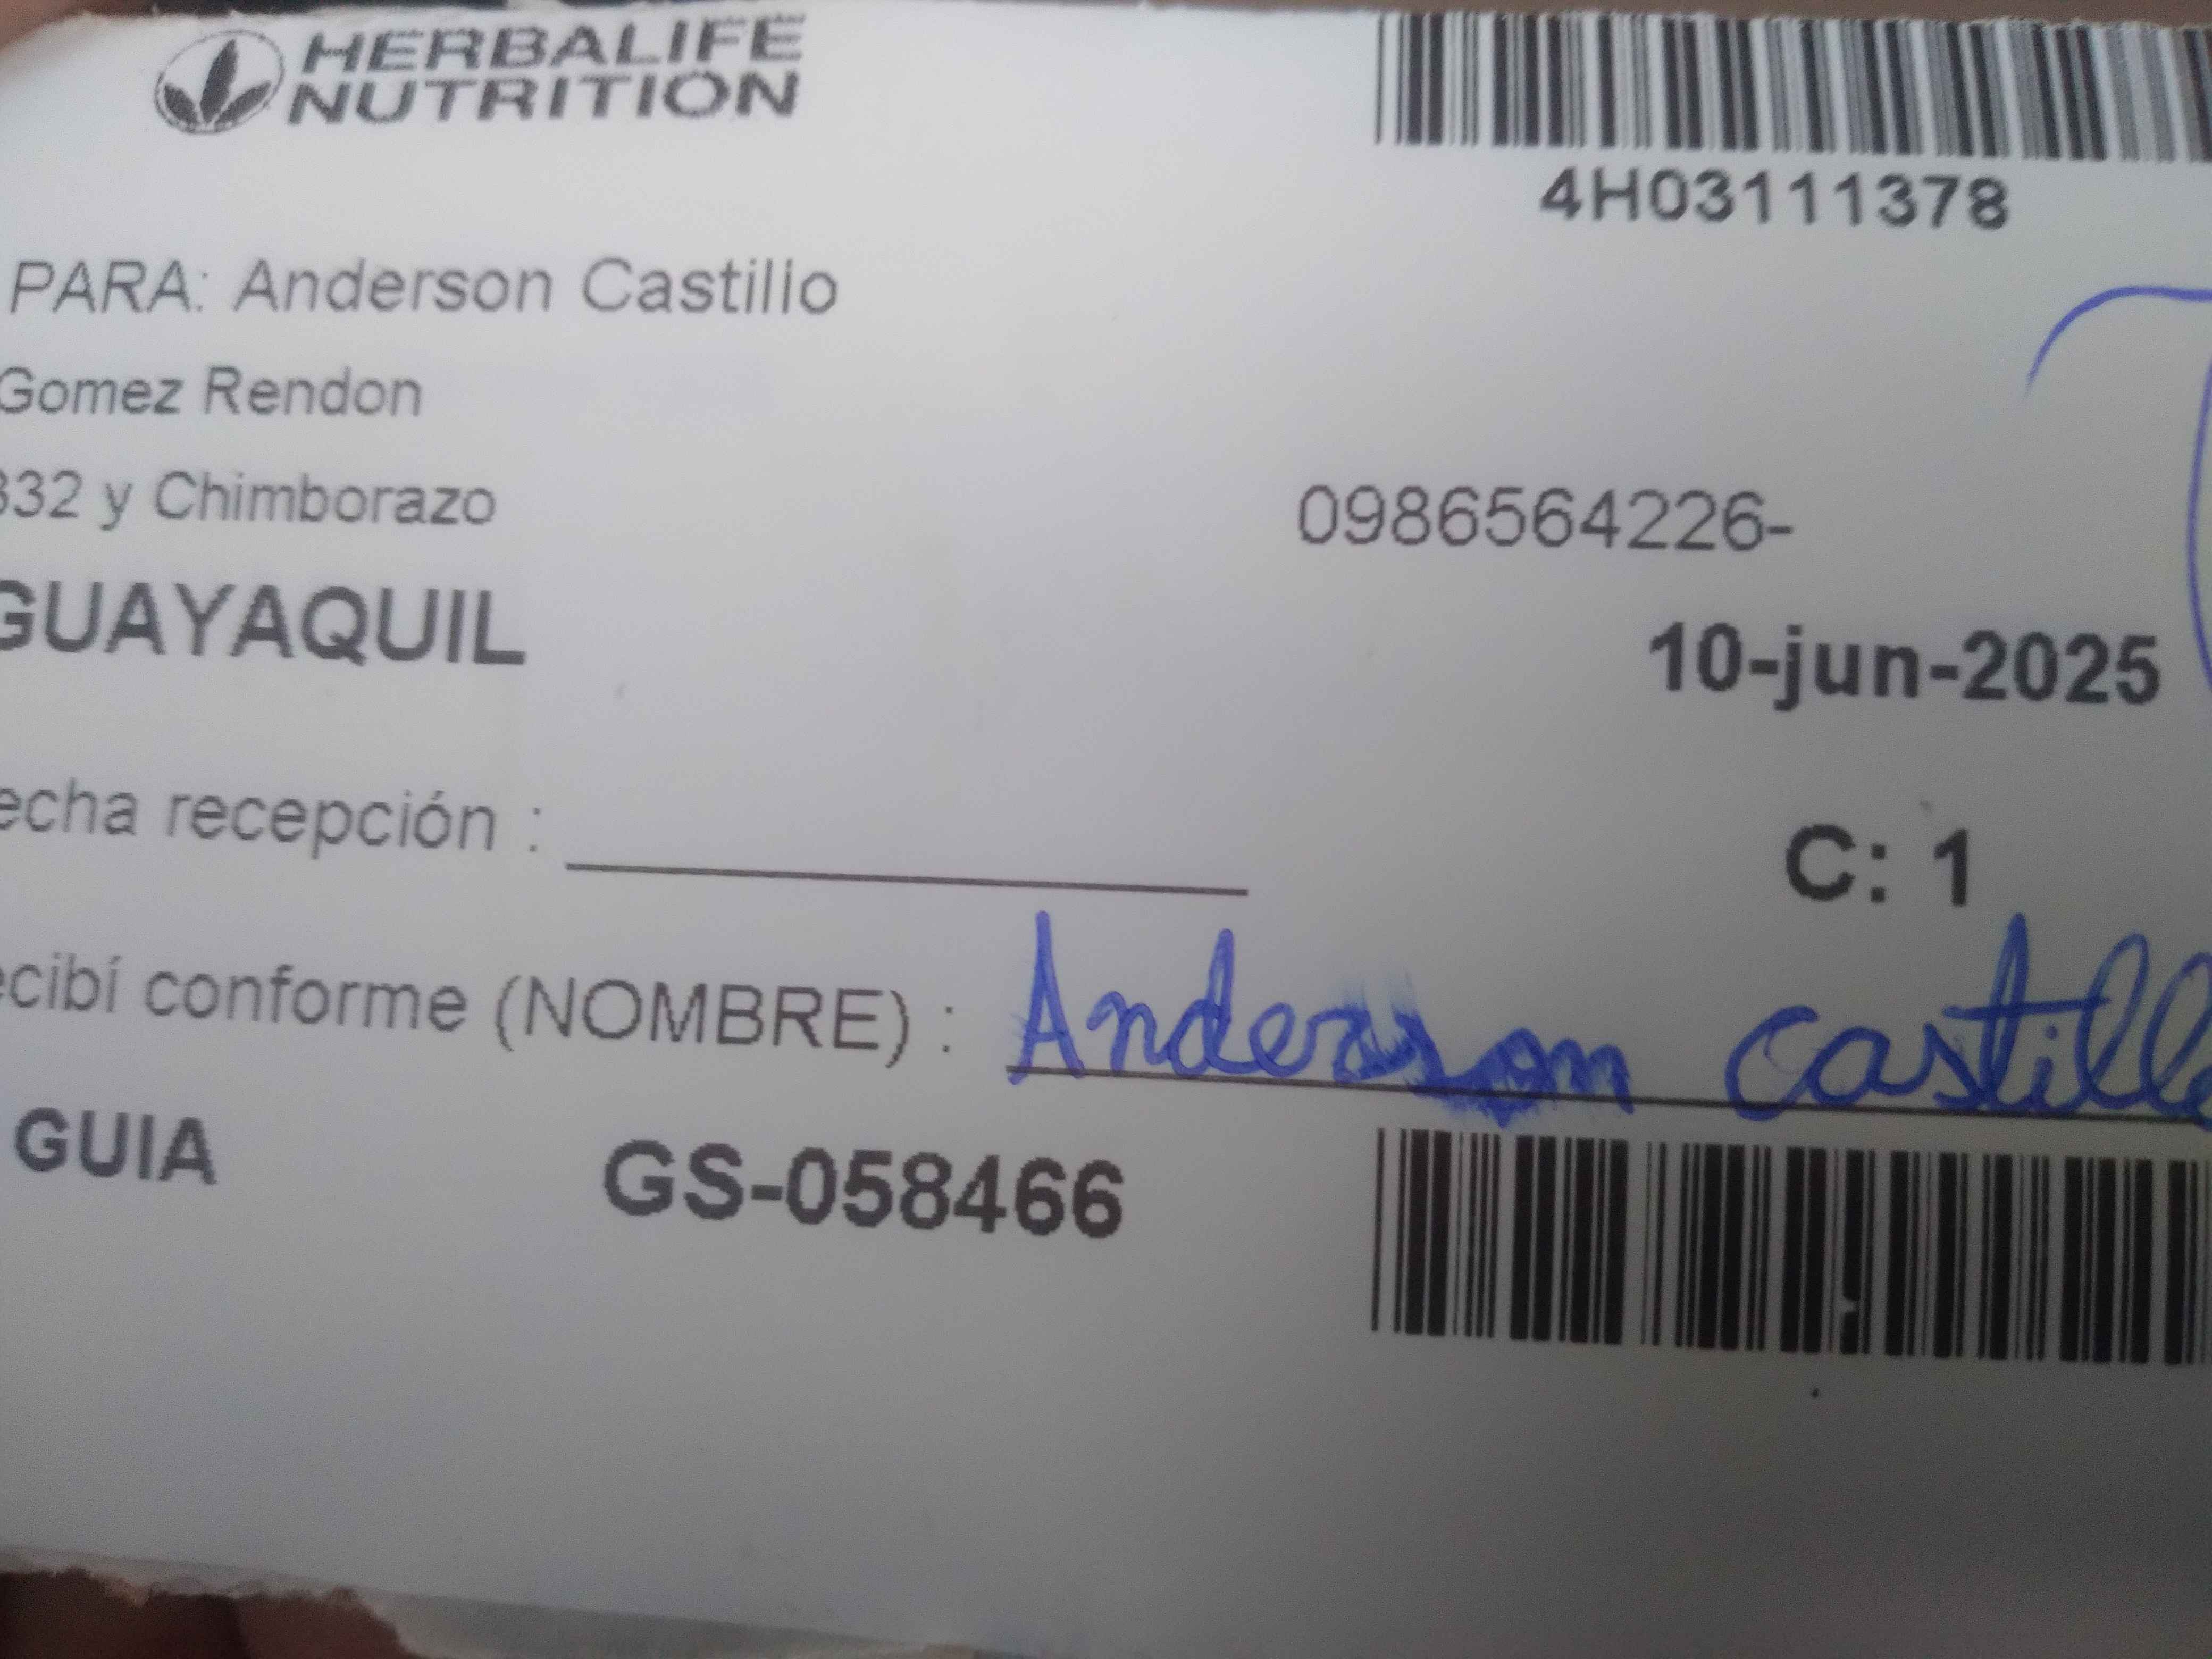 HERBALIFE
NUTRITION
4H03111378
PARA: Anderson Castillo
Gomez Rendon
332 y Chimborazo
0986564226-
GUAYAQUIL
10-jun-2025
echa recepción :
C: 1
ecibí conforme (NOMBRE) : Anderson Castillo
GUIA
GS-058466